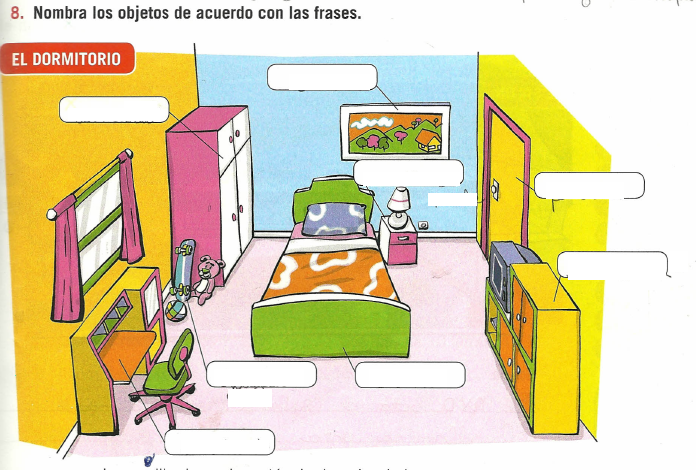 8. Nombra los objetos de acuerdo con las frases.
EL DORMITORIO